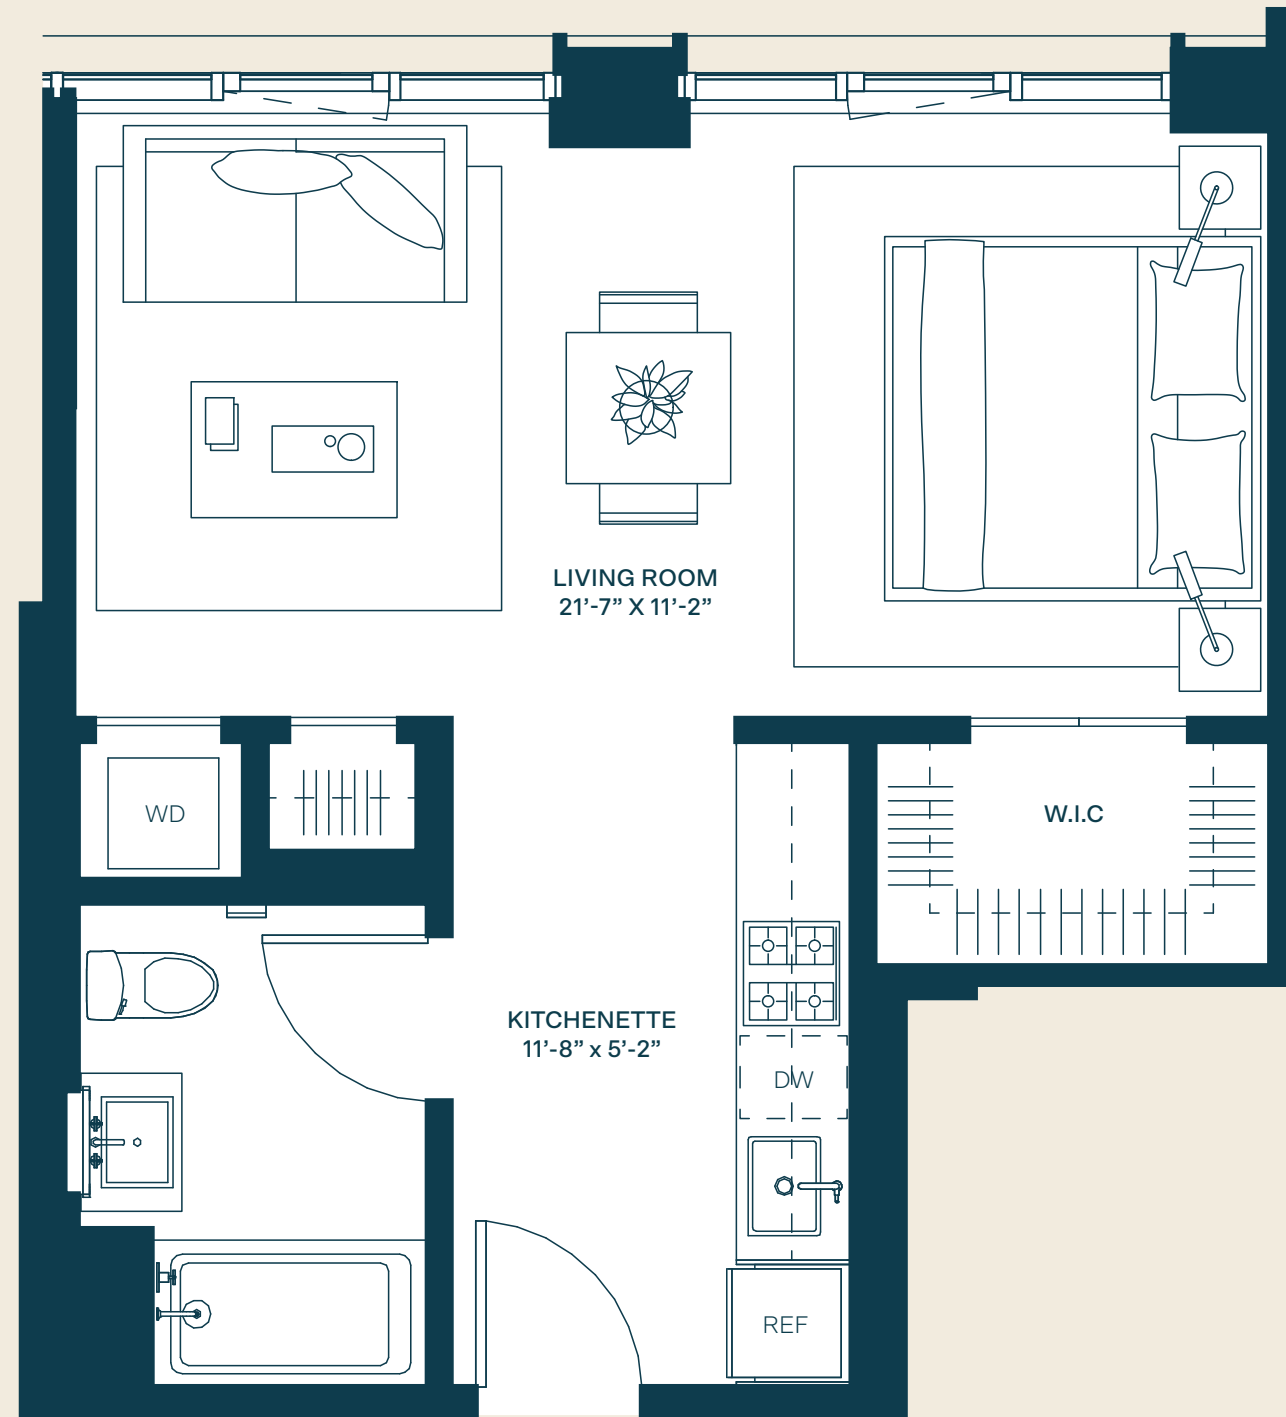 LIVING ROOM
21’-7” X 11’-2”
WD
W.I.C
KITCHENETTE
11’-8” x 5’-2”
DW
REF